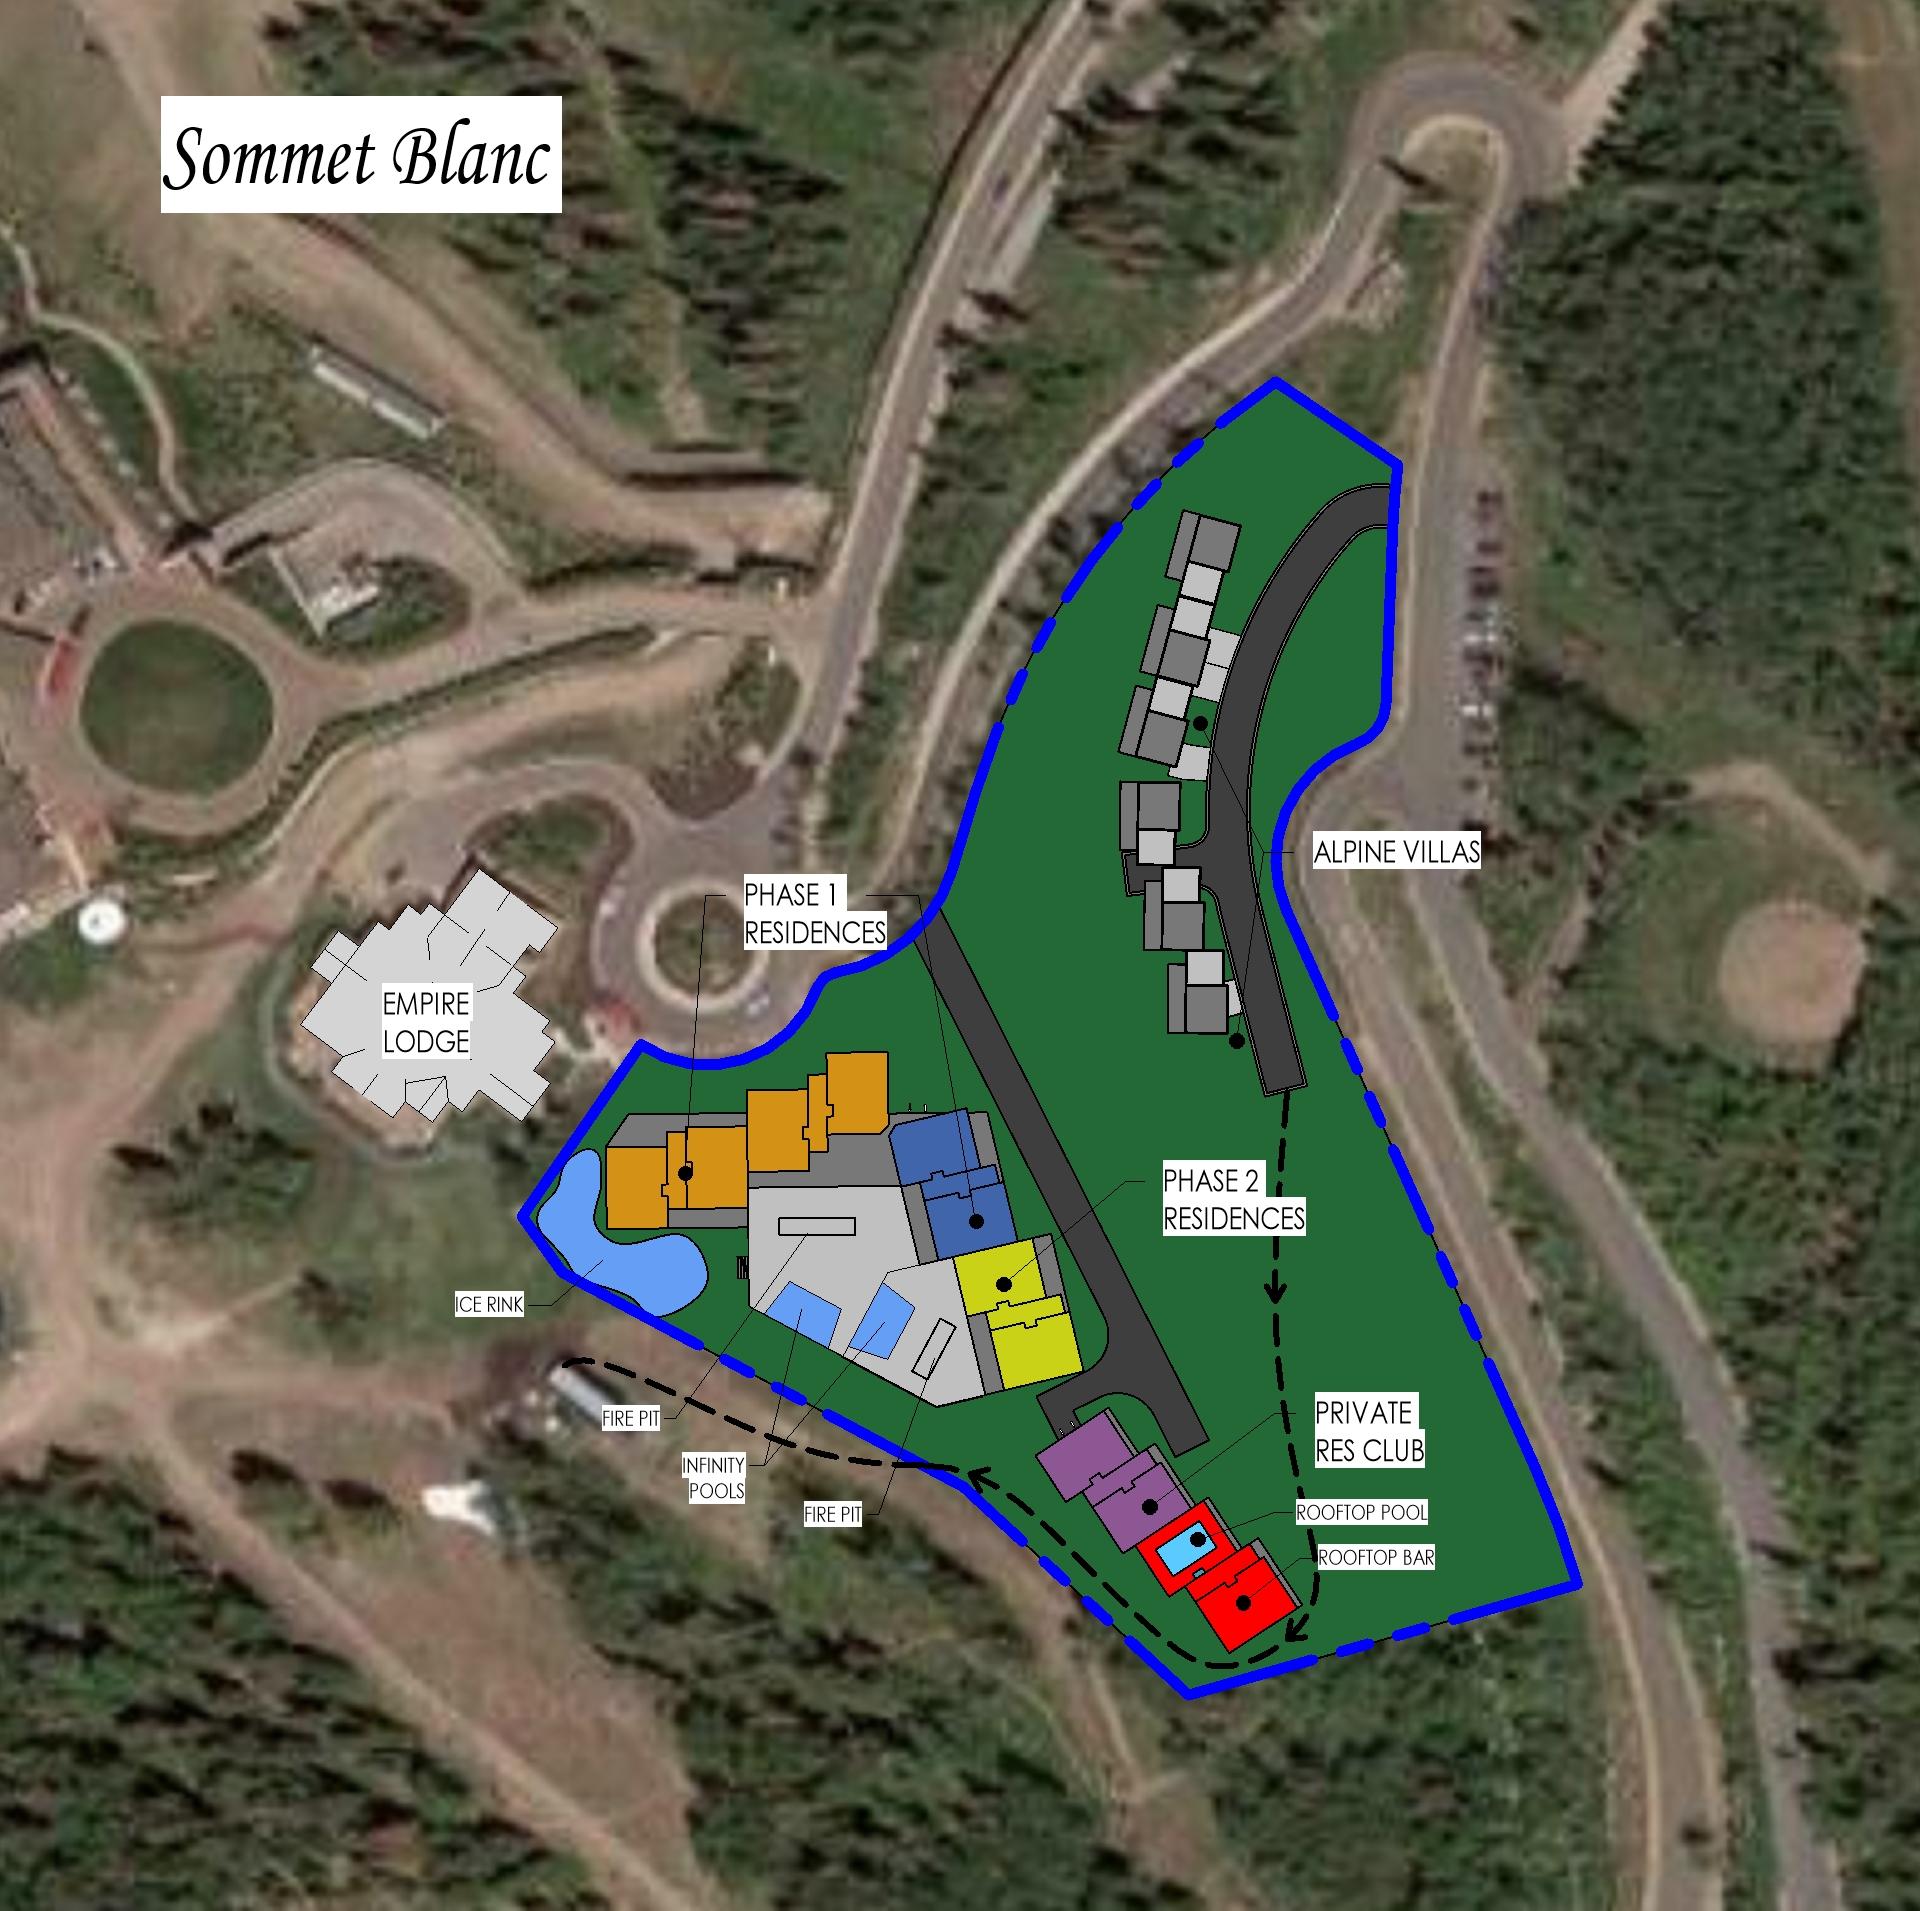 Sommet Blanc
ALPINE VILLAS
PHASE 1
RESIDENCES
EMPIRE
LODGE
PHASE 2
RESIDENCES
ICE RINK
FIRE PIT
INFINITY
POOLS
FIRE PIT
PRIVATE
RES CLUB
ROOFTOP POOL
ROOFTOP BAR